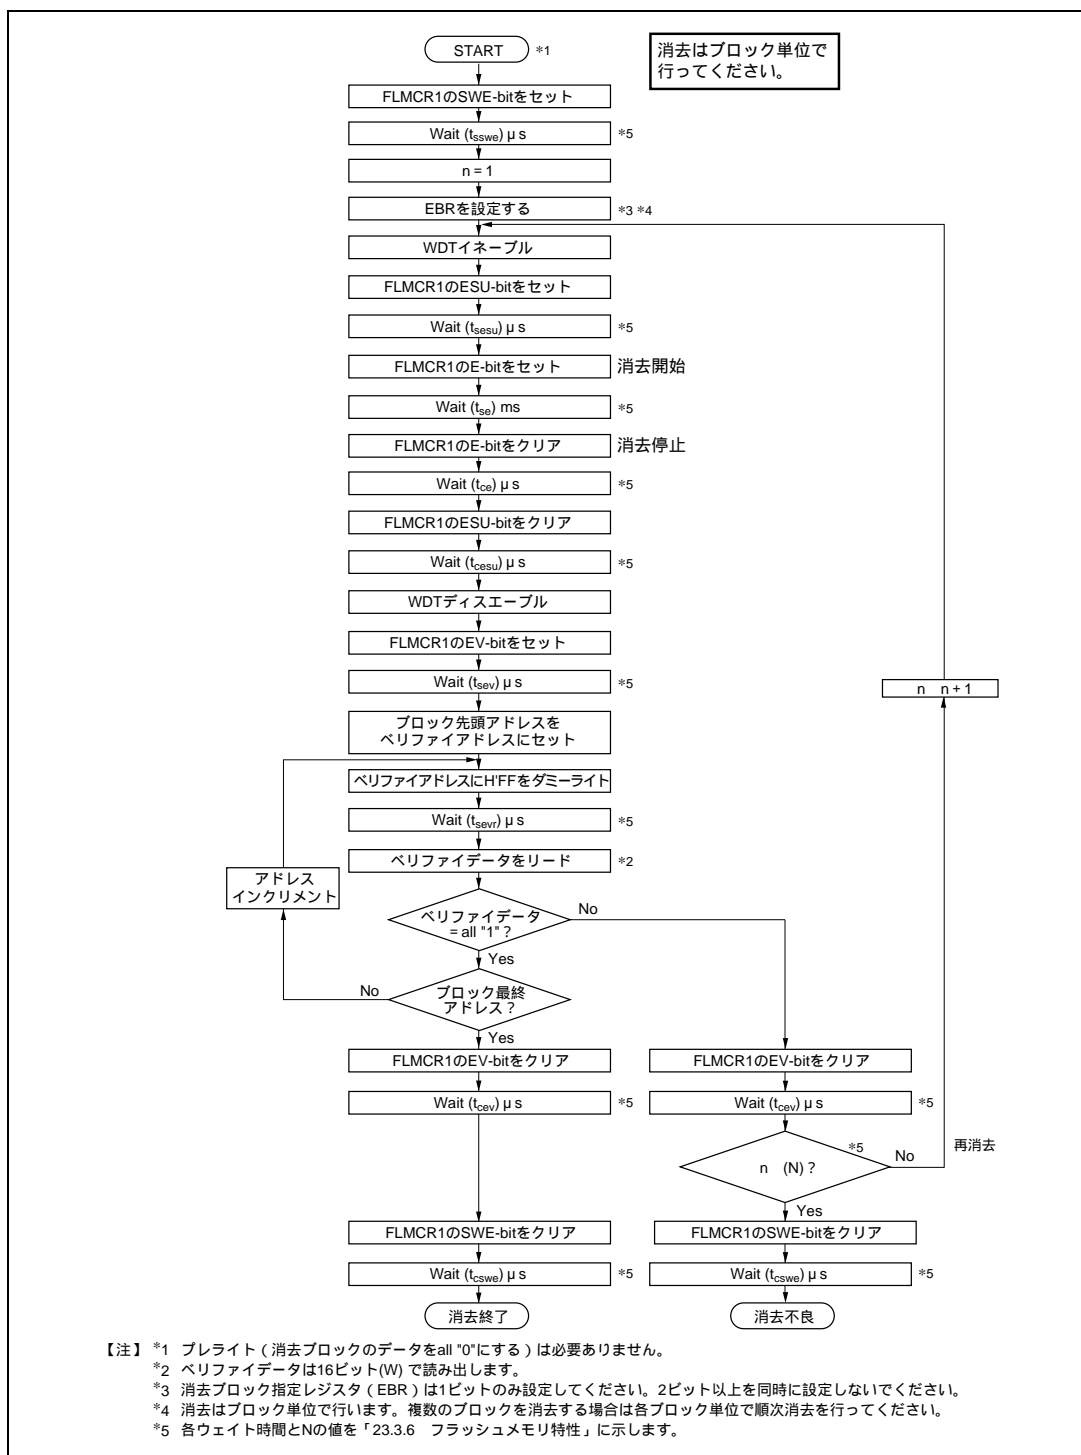 START *1
消去はブロック単位で
行ってください。
FLMCR1のSWE-bitをセット
Wait (tsswe) μ s *5
n = 1
EBRを設定する *3 *4
WDTイネーブル
FLMCR1のESU-bitをセット
Wait (tsesu) μ s *5
FLMCR1のE-bitをセット 消去開始
Wait (tse) ms *5
FLMCR1のE-bitをクリア 消去停止
Wait (tce) μ s *5
FLMCR1のESU-bitをクリア
Wait (tcesu) μ s *5
WDTディスエーブル
FLMCR1のEV-bitをセット
Wait (tsev) μ s *5
n n + 1
ブロック先頭アドレスを
ベリファイアドレスにセット
ベリファイアドレスにH'FFをダミーライト
Wait (tsevr) μ s *5
ベリファイデータをリード *2
アドレス
インクリメント
ベリファイデータ
= all "1" ?
No
Yes
ブロック最終
アドレス ?
No
Yes
FLMCR1のEV-bitをクリア
Wait (tcev) μ s *5
FLMCR1のEV-bitをクリア
Wait (tcev) μ s *5
n (N) ? *5
No
再消去
Yes
FLMCR1のSWE-bitをクリア
Wait (tcswe) μ s *5
消去終了
FLMCR1のSWE-bitをクリア
Wait (tcswe) μ s *5
消去不良
【注】 *1 プレライト（消去ブロックのデータをall "0"にする）は必要ありません。
*2 ベリファイデータは16ビット(W) で読み出します。
*3 消去ブロック指定レジスタ（EBR）は1ビットのみ設定してください。2ビット以上を同時に設定しないでください。
*4 消去はブロック単位で行います。複数のブロックを消去する場合は各ブロック単位で順次消去を行ってください。
*5 各ウェイト時間とNの値を「23.3.6 フラッシュメモリ特性」に示します。